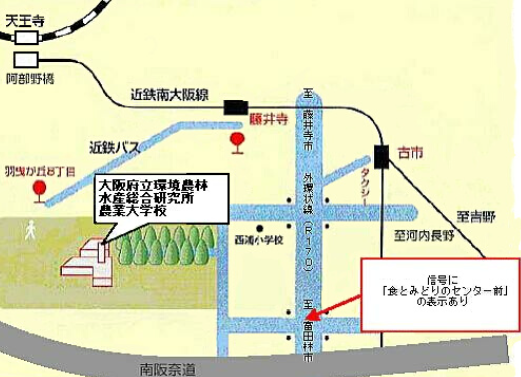 天王寺
阿部野橋
近鉄南大阪線
藤井寺
近鉄バス
羽曳が丘8丁目
大阪府立環境農林
水産総合研究所
農業大学校
至 藤井寺市
外環状線(R170)
至 富田林市
古市
タクシー
至吉野
至河内長野
西浦小学校
信号に
「食とみどりのセンター前」
の表示あり
南阪奈道